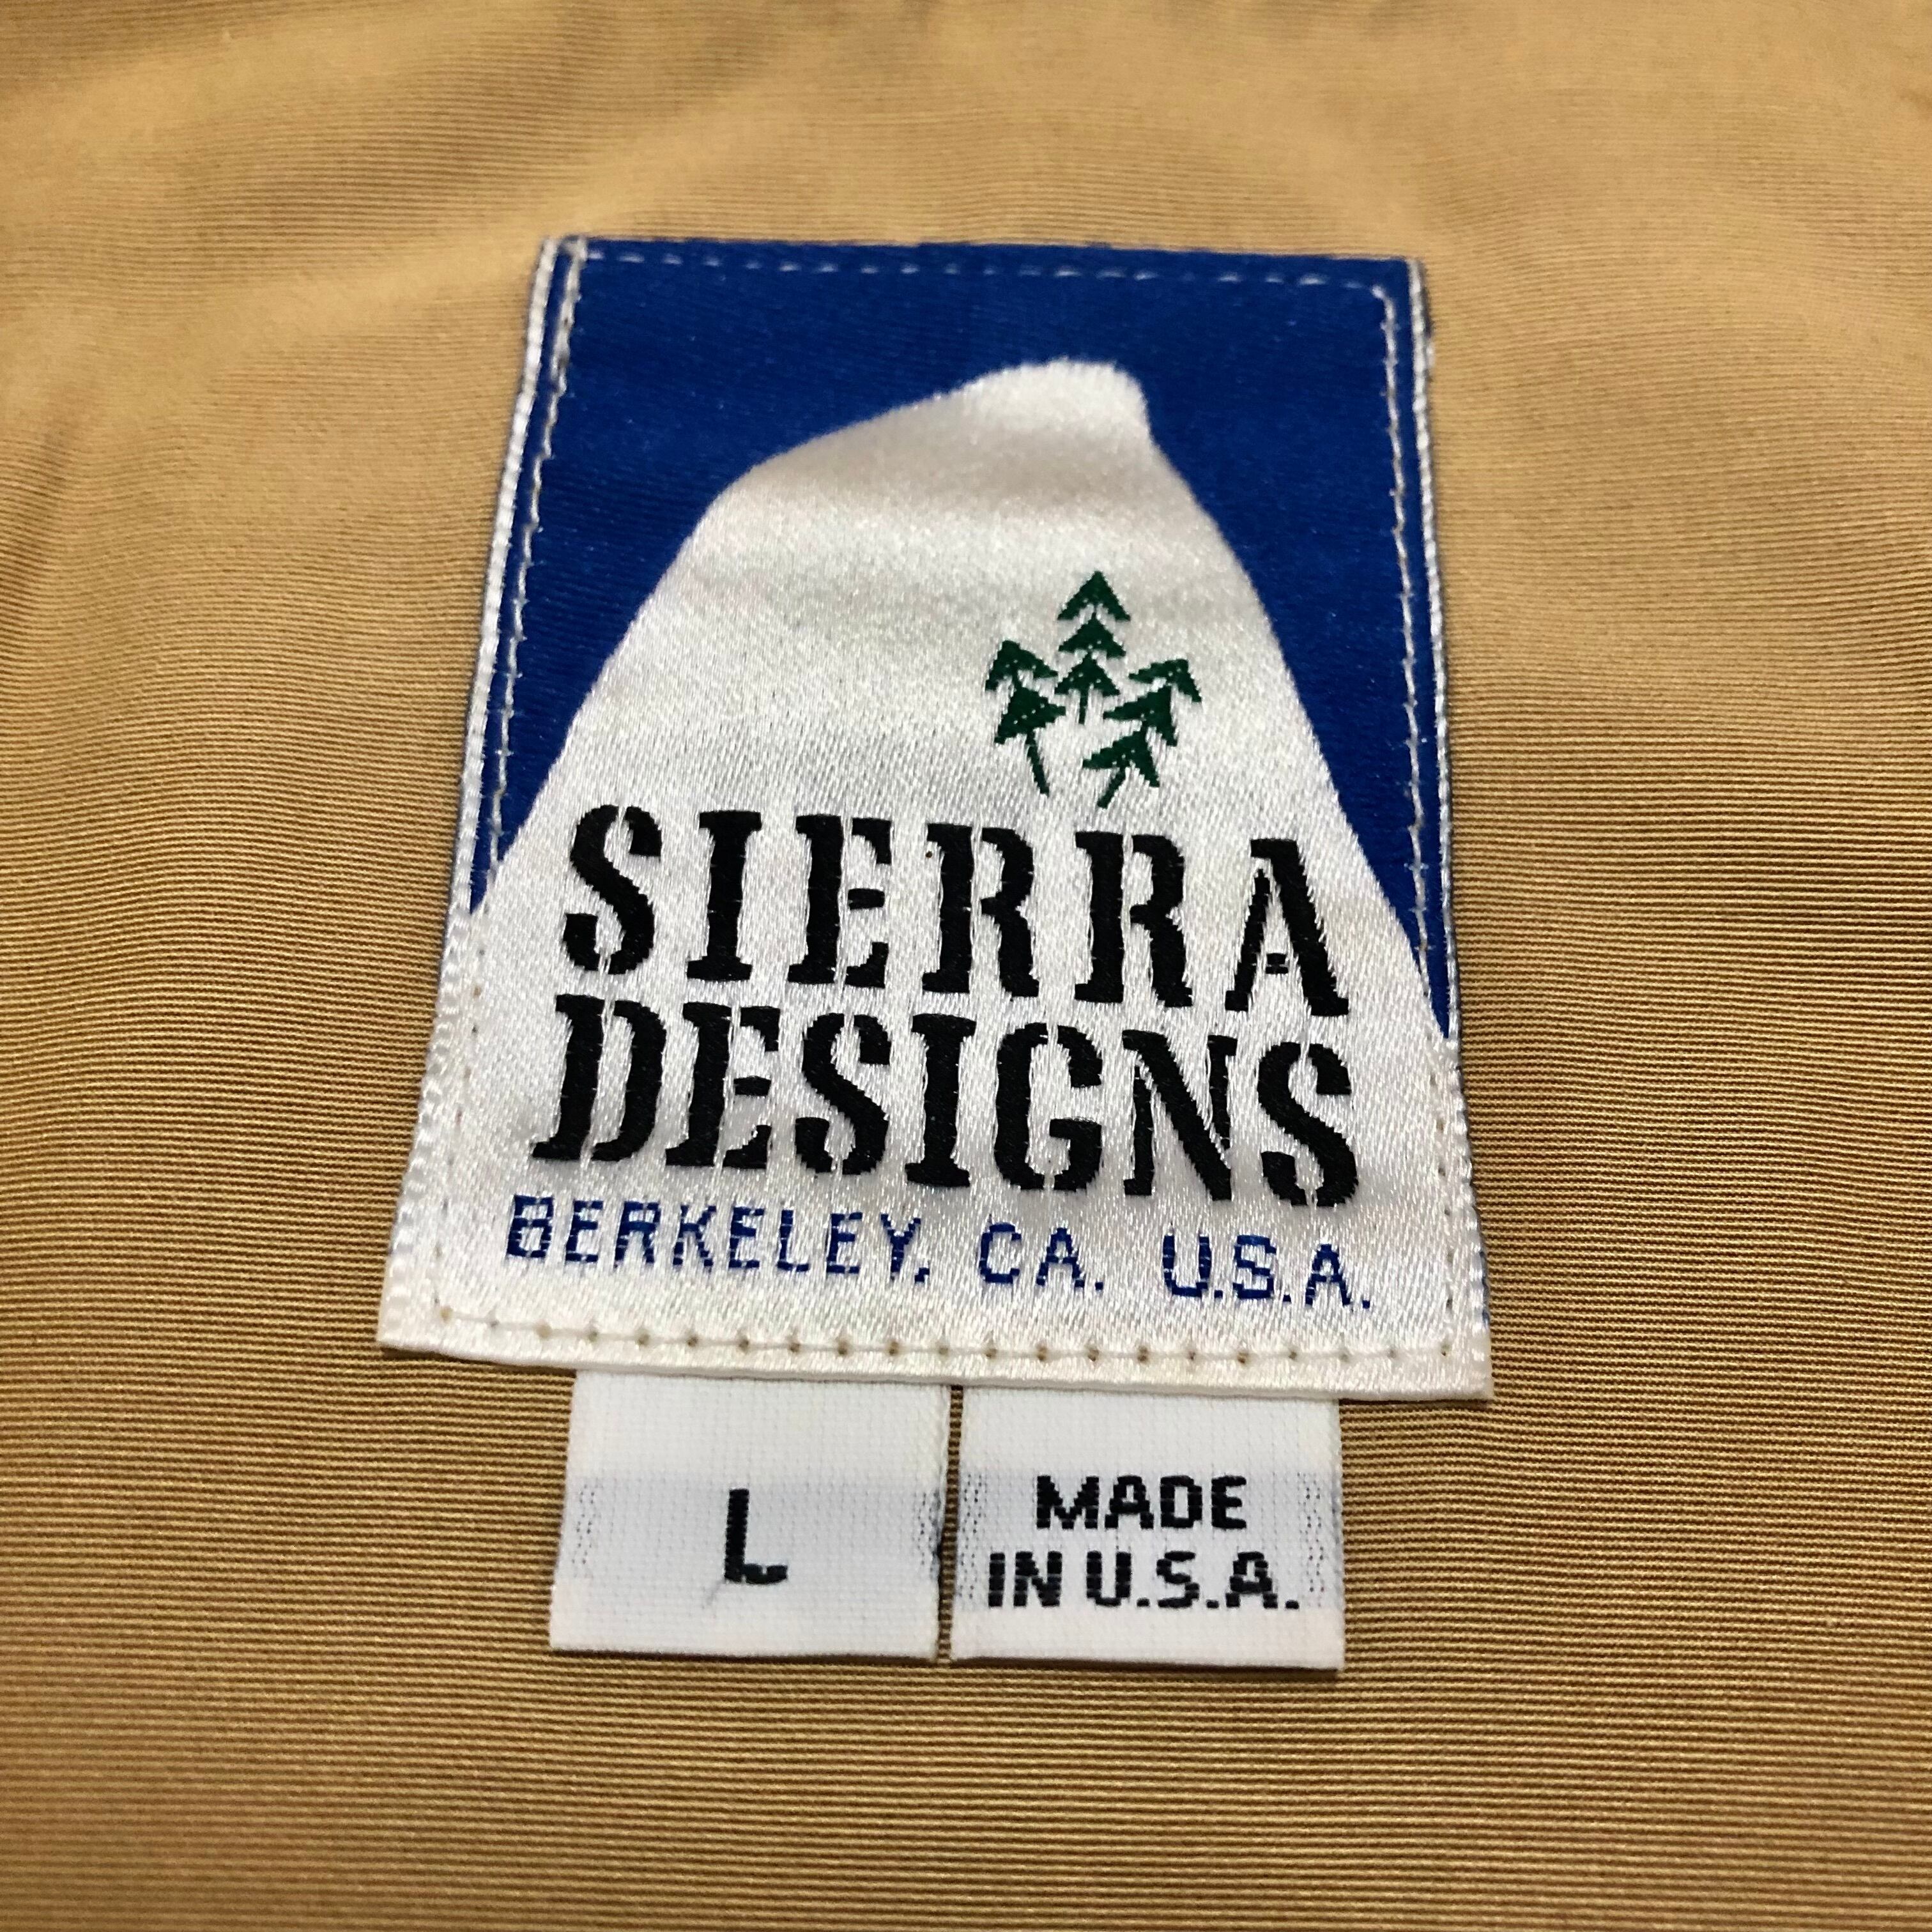 SIERRA
DESIGNS
BERKELEY, CA. U.S.A.
L
MADE
IN U.S.A.